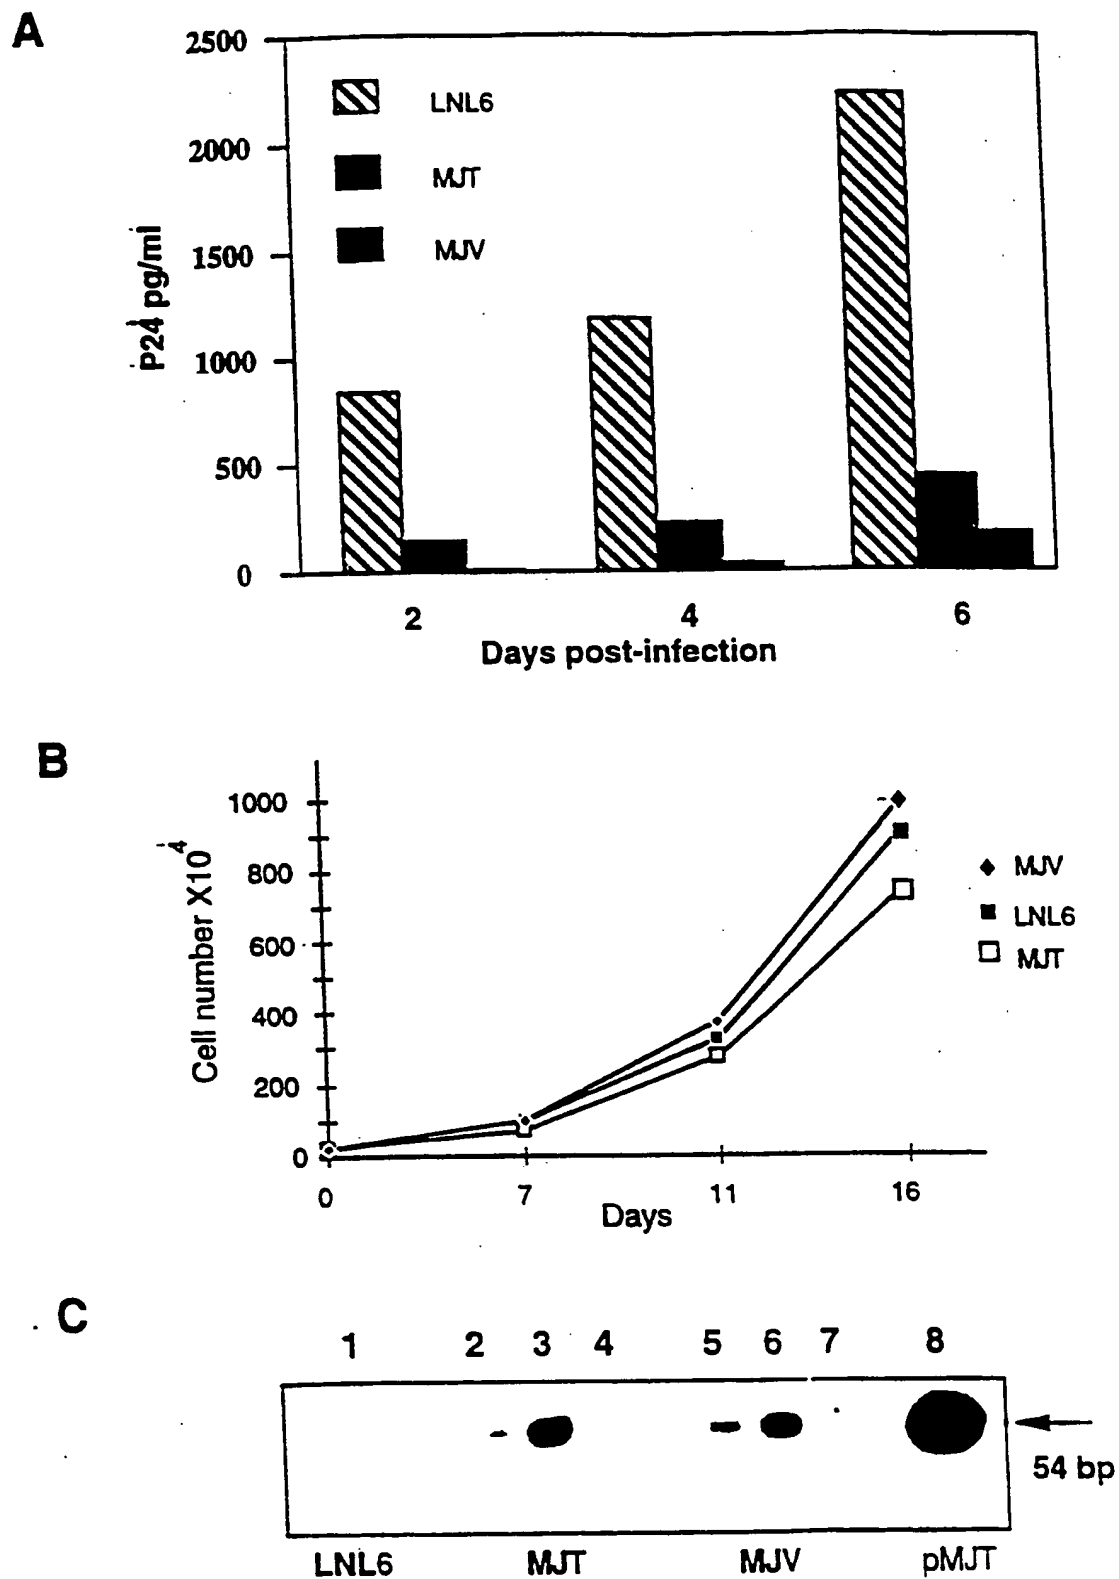 A
2500
2000
1500
1000
500
0
P24 pg/ml
LNL6
MJT
MJV
2 4 6
Days post-infection
B
1000
800
600
400
200
0
Cell number X10 4
MJV
LNL6
MJT
0 7 11 16
Days
C
1 2 3 4 5 6 7 8
54 bp
LNL6 MJT MJV pMJT